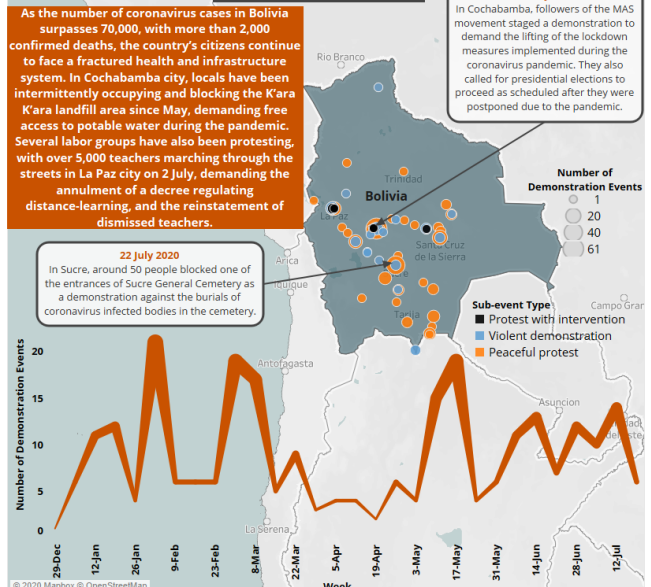 As the number of coronavirus cases in Bolivia
surpasses 70,000, with more than 2,000
confirmed deaths, the country's citizens continue
to face a fractured health and infrastructure
system. In Cochabamba city, locals have been
intermittently occupying and blocking the K'ara
K'ara landfill area since May, demanding free
access to potable water during the pandemic.
Several labor groups have also been protesting,
with over 5,000 teachers marching through the
streets in La Paz city on 2 July, demanding the
annulment of a decree regulating
distance-learning, and the reinstatement of
dismissed teachers.
In Cochabamba, followers of the MAS
movement staged a demonstration to
demand the lifting of the lockdown
measures implemented during the
coronavirus pandemic. They also
called for presidential elections to
proceed as scheduled after they were
postponed due to the pandemic.
Rio Branco
Trinidad
Bolivia
La Paz
Santa Cruz
de la Sierra
Tarija
Arica
Iquique
Campo Gran
Antofagasta
Asuncion
La Serena
Number of
Demonstration Events
1
20
40
61
22 July 2020
In Sucre, around 50 people blocked one of
the entrances of Sucre General Cemetery as
a demonstration against the burials of
coronavirus infected bodies in the cemetery.
Sub-event Type
Protest with intervention
Violent demonstration
Peaceful protest
Number of Demonstration Events
20
15
10
5
0
29-Dec
12-Jan
26-Jan
9-Feb
23-Feb
8-Mar
22-Mar
5-Apr
19-Apr
3-May
17-May
31-May
14-Jun
28-Jun
12-Jul
Week
© 2020 Mapbox © OpenStreetMap